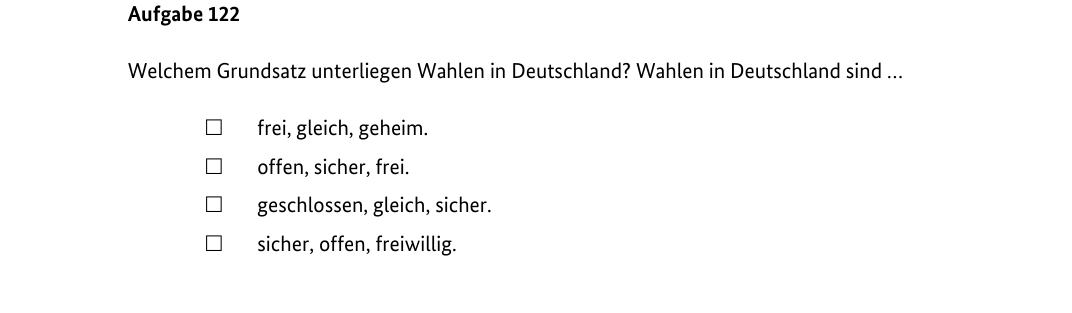 Aufgabe 122
Welchem Grundsatz unterliegen Wahlen in Deutschland? Wahlen in Deutschland sind …
☐ frei, gleich, geheim.
☐ offen, sicher, frei.
☐ geschlossen, gleich, sicher.
☐ sicher, offen, freiwillig.